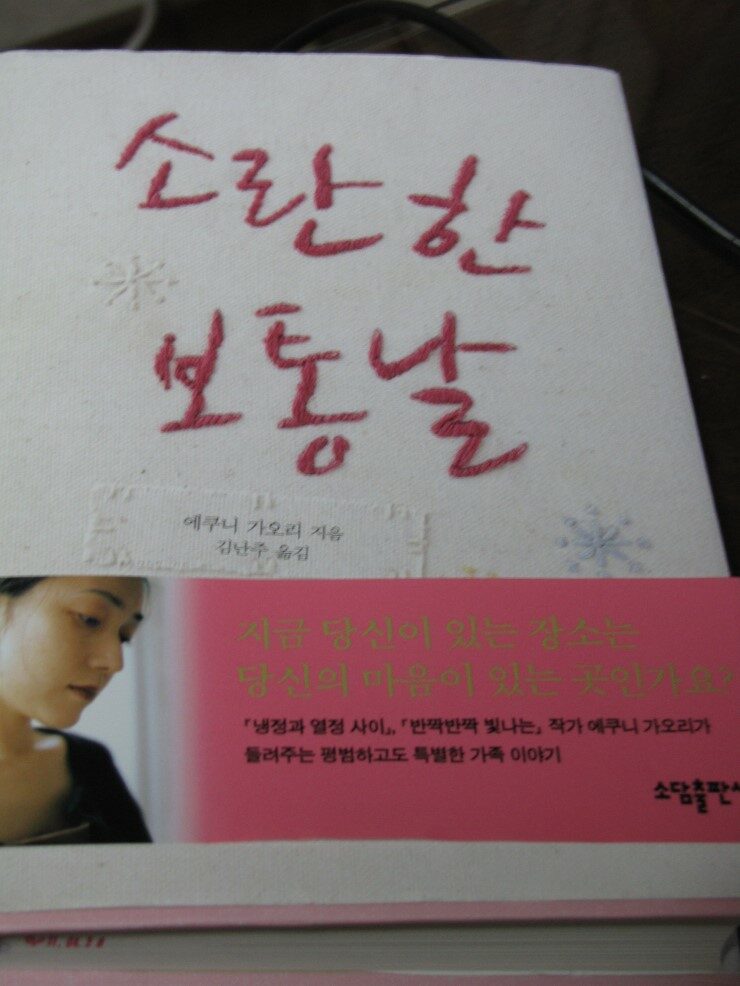 소란한
보통날
에쿠니 가오리 지음
김난주 옮김
지금 당신이 있는 장소는
당신의 마음이 있는 곳인가요?
『냉정과 열정 사이』, 『반짝반짝 빛나는』 작가 에쿠니 가오리가
들려주는 평범하고도 특별한 가족 이야기
소담출판사